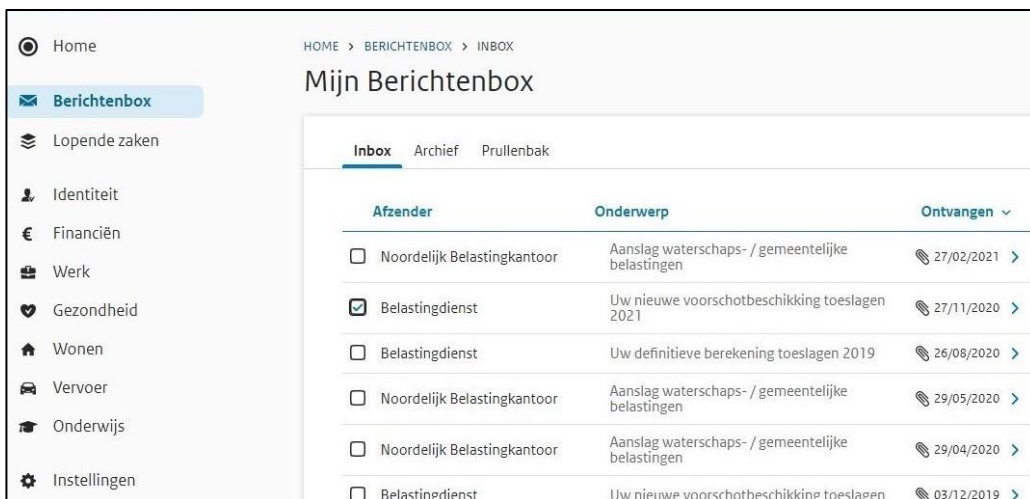 Home
Berichtenbox
Lopende zaken
Identiteit
Financiën
Werk
Gezondheid
Wonen
Vervoer
Onderwijs
Instellingen
HOME > BERICHTENBOX > INBOX
Mijn Berichtenbox
Inbox Archief Prullenbak
Afzender Onderwerp Ontvangen
Noordelijk Belastingkantoor Aanslag waterschaps- / gemeentelijke belastingen 27/02/2021
Belastingdienst Uw nieuwe voorschotbeschikking toeslagen 2021 27/11/2020
Belastingdienst Uw definitieve berekening toeslagen 2019 26/08/2020
Noordelijk Belastingkantoor Aanslag waterschaps- / gemeentelijke belastingen 29/05/2020
Noordelijk Belastingkantoor Aanslag waterschaps- / gemeentelijke belastingen 29/04/2020
Belastingdienst Uw nieuwe voorschotbeschikking toeslagen 03/12/2019